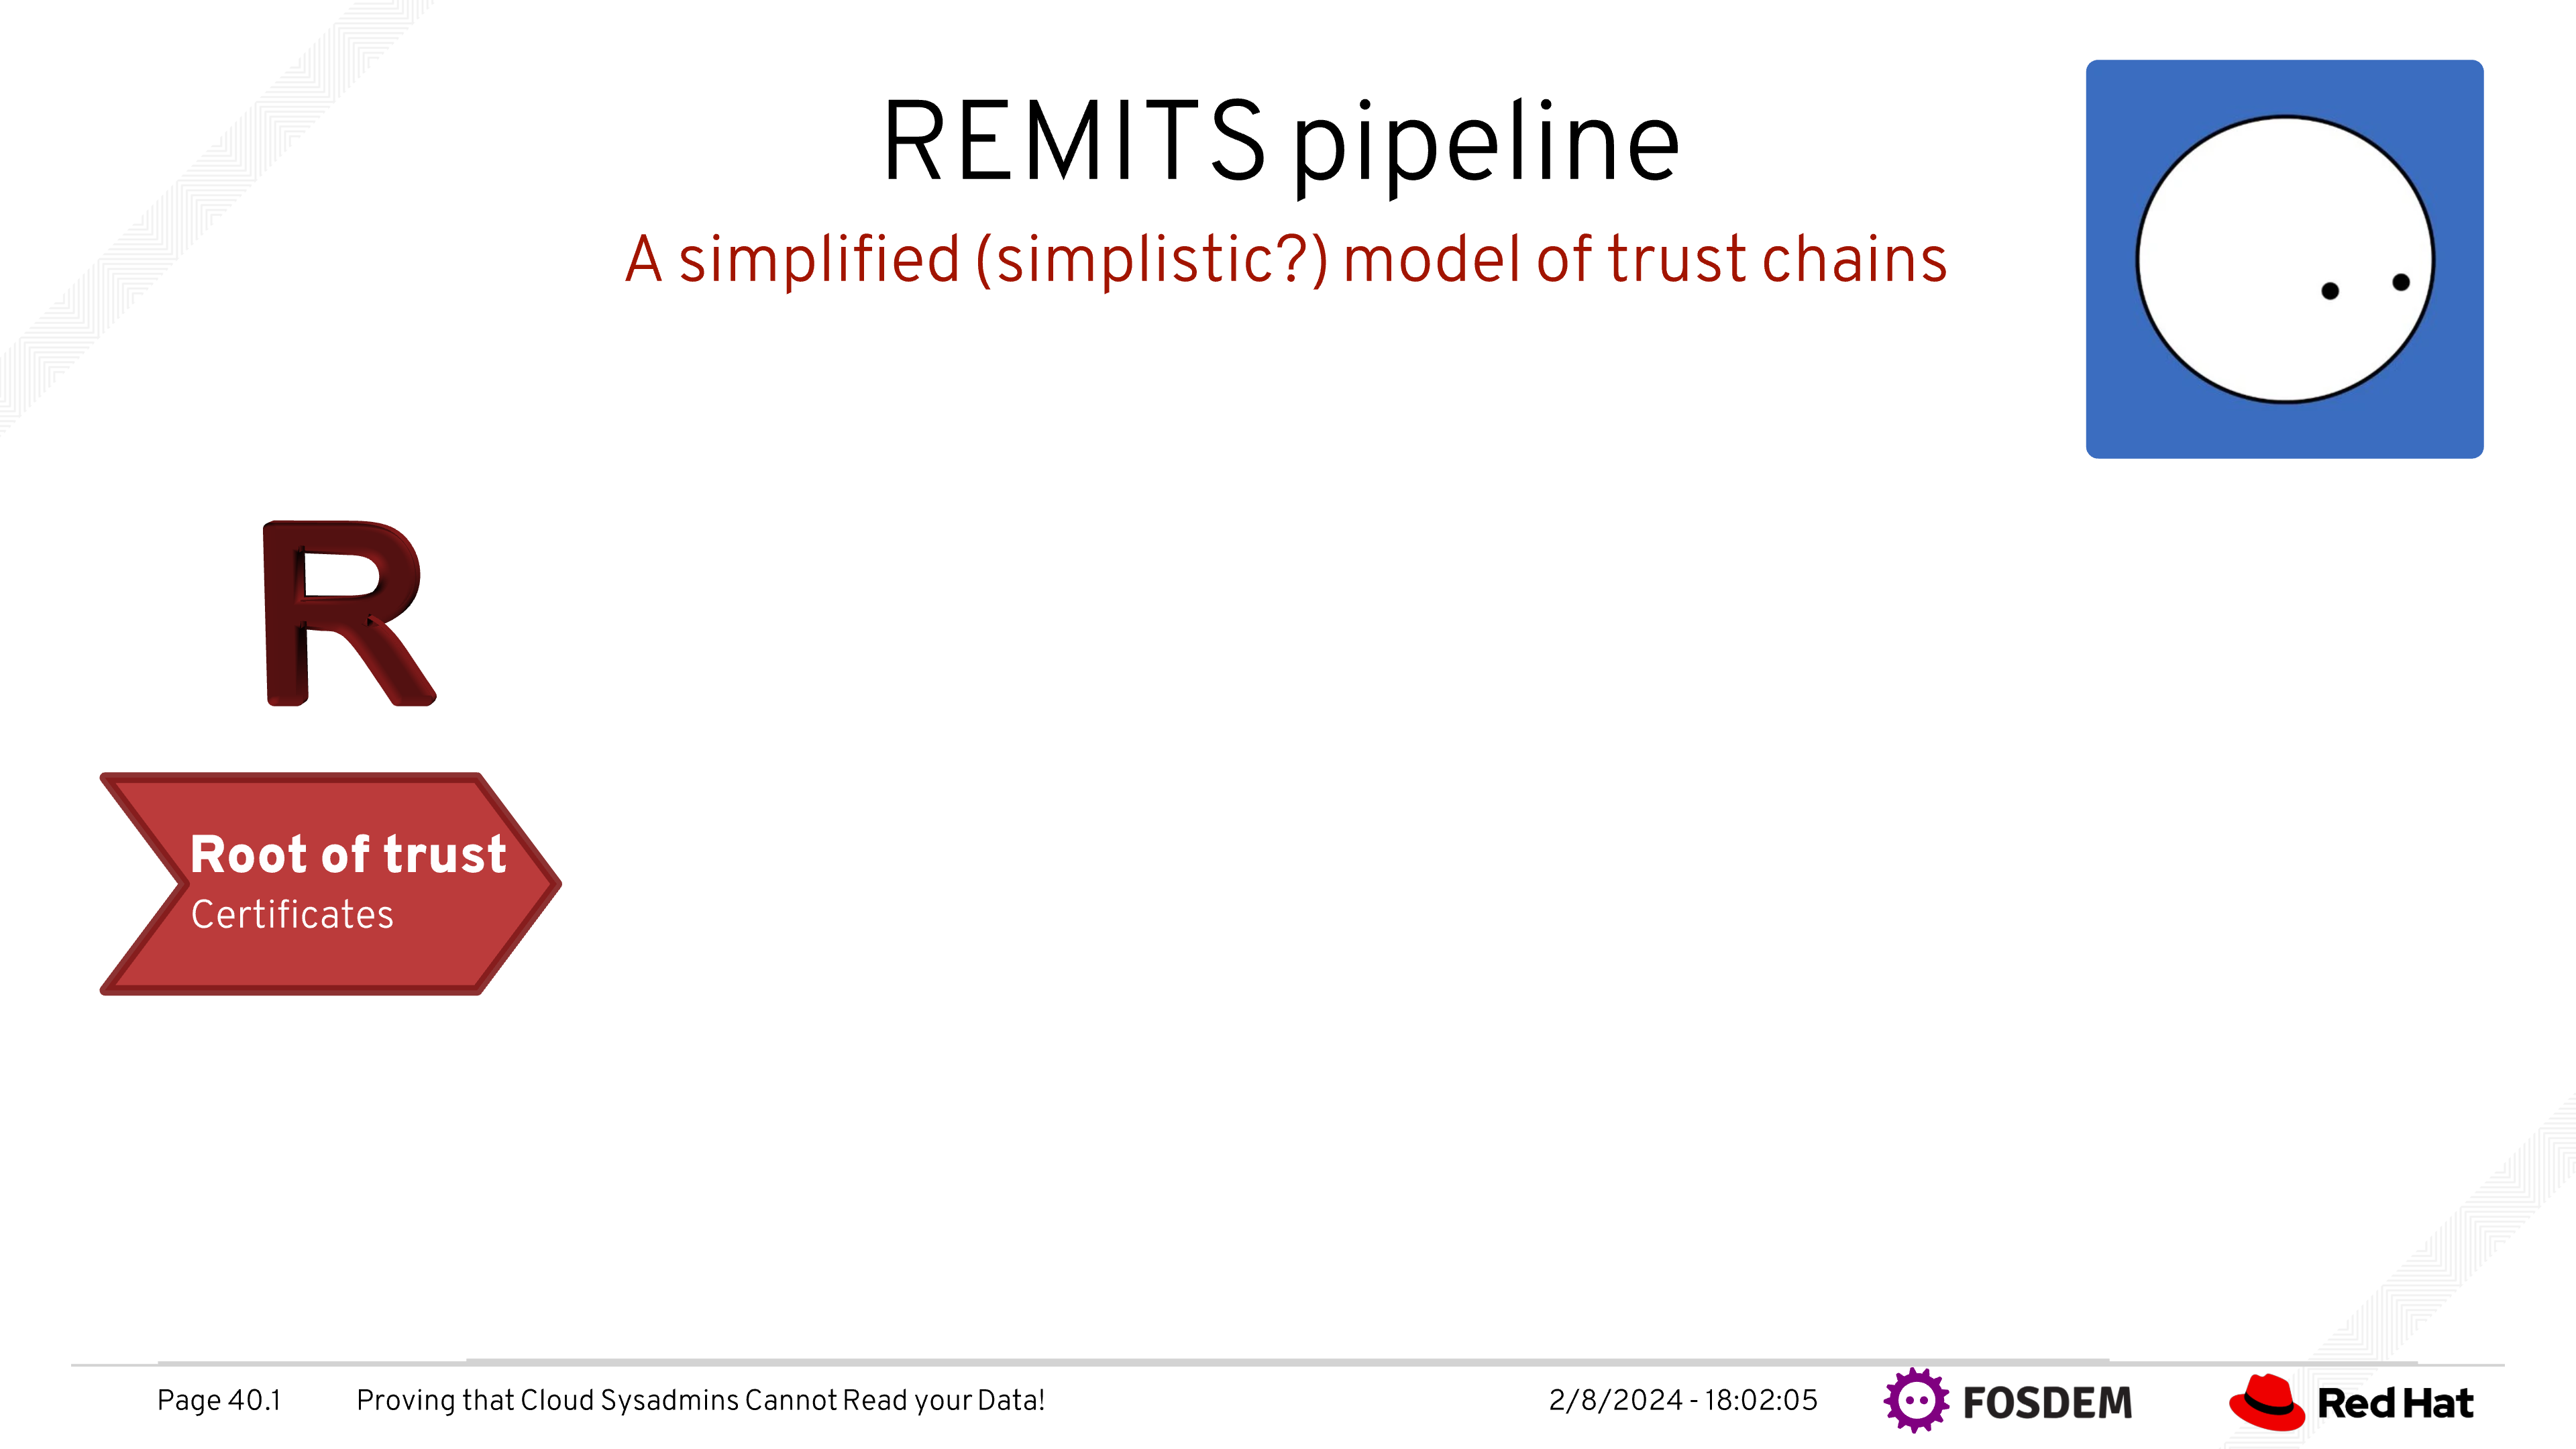 REMITS pipeline
A simplified (simplistic?) model of trust chains
R
Root of trust
Certificates
Page 40.1
Proving that Cloud Sysadmins Cannot Read your Data!
2/8/2024 - 18:02:05
FOSDEM
Red Hat